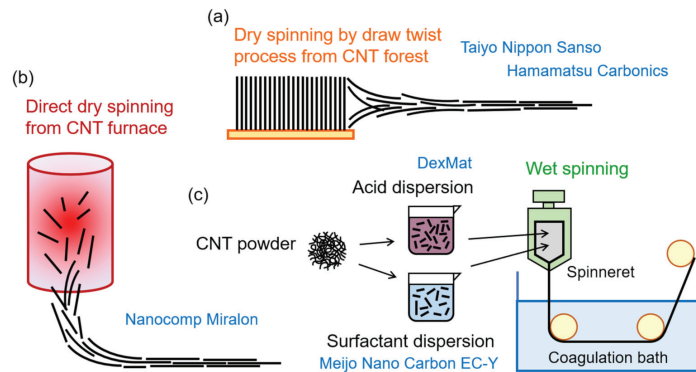 (a)
Dry spinning by draw twist
process from CNT forest
Taiyo Nippon Sanso
Hamamatsu Carbonics
(b)
Direct dry spinning
from CNT furnace
Nanocomp Miralon
(c)
DexMat
Acid dispersion
CNT powder
Surfactant dispersion
Meijo Nano Carbon EC-Y
Wet spinning
Spinneret
Coagulation bath